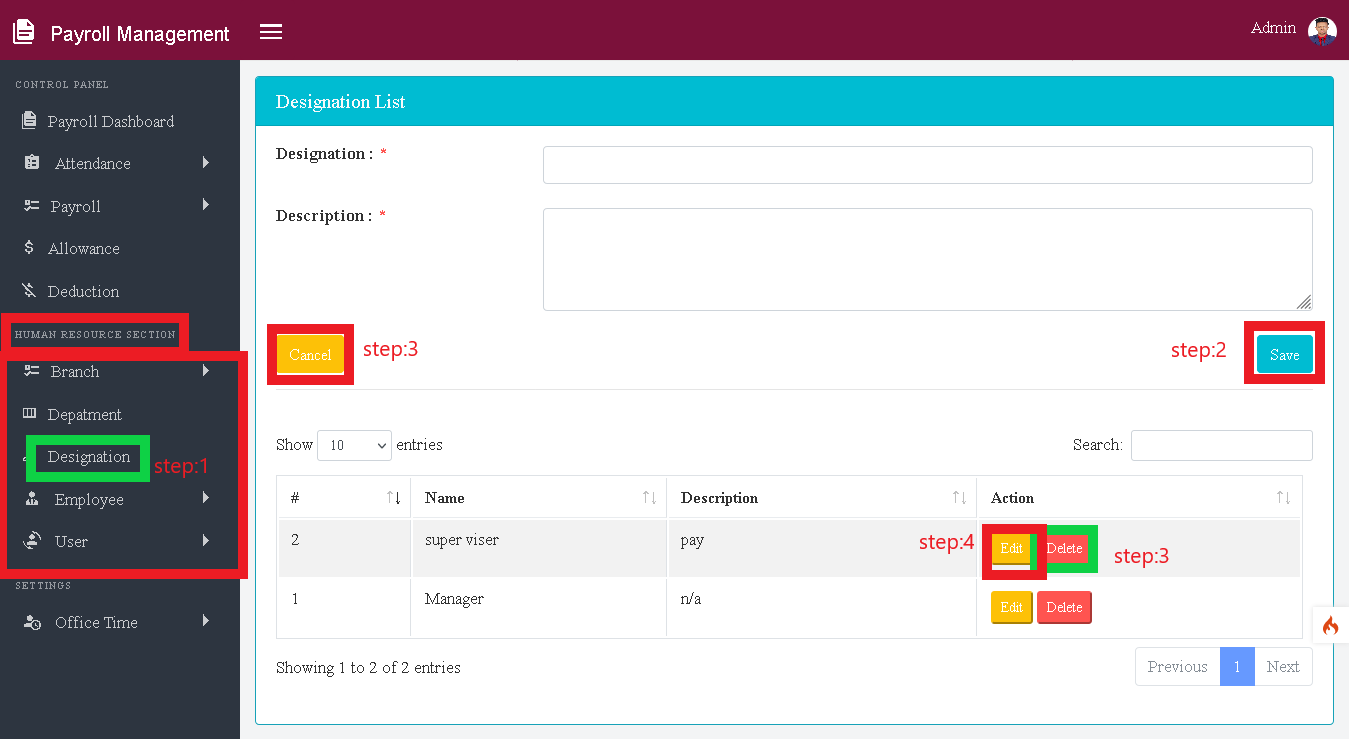 Payroll Management
Admin
CONTROL PANEL
Payroll Dashboard
Attendance
Payroll
Allowance
Deduction
HUMAN RESOURCE SECTION
Branch
Depatment
Designation
step:1
Employee
User
SETTINGS
Office Time
Designation List
Designation : *
Description : *
Cancel step:3 step:2 Save
Show 10 entries Search:
# Name Description Action
2 super viser pay step:4 Edit Delete step:3
1 Manager n/a Edit Delete
Showing 1 to 2 of 2 entries Previous 1 Next